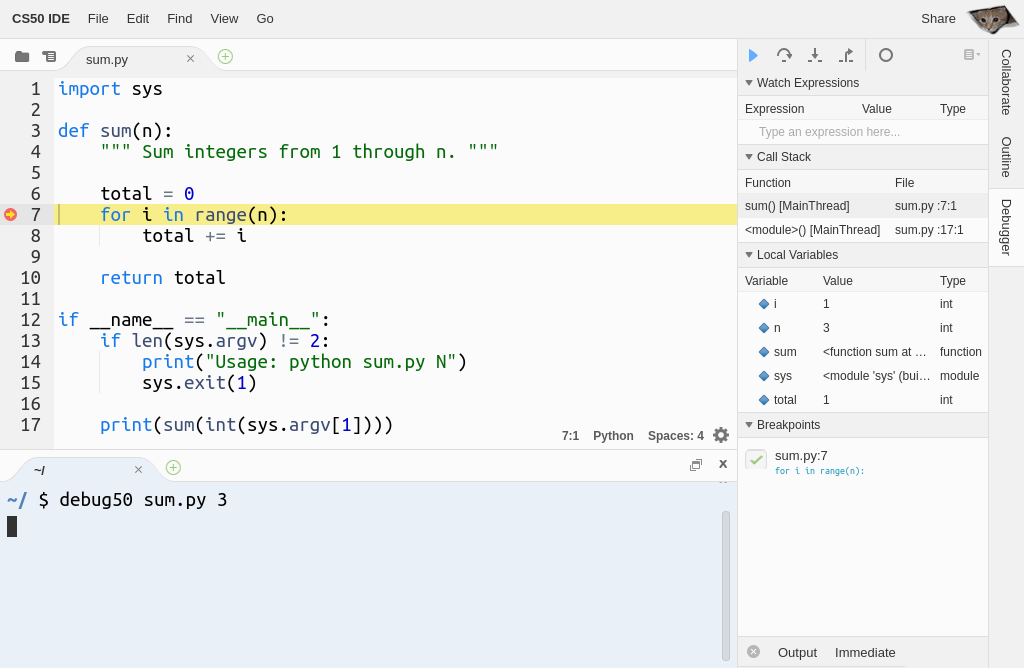 CS50 IDE File Edit Find View Go Share
sum.py ×
1 import sys
2
3 def sum(n):
4     """ Sum integers from 1 through n. """
5
6     total = 0
7     for i in range(n):
8         total += i
9
10     return total
11
12 if __name__ == "__main__":
13     if len(sys.argv) != 2:
14         print("Usage: python sum.py N")
15         sys.exit(1)
16
17     print(sum(int(sys.argv[1])))
7:1 Python Spaces: 4
~/ ×
x
~/ $ debug50 sum.py 3
Watch Expressions
Expression Value Type
Type an expression here...
Call Stack
Function File
sum() [MainThread] sum.py :7:1
<module>() [MainThread] sum.py :17:1
Local Variables
Variable Value Type
i 1 int
n 3 int
sum <function sum at ... function
sys <module 'sys' (bui... module
total 1 int
Breakpoints
sum.py:7
for i in range(n):
Output Immediate
Collaborate
Outline
Debugger